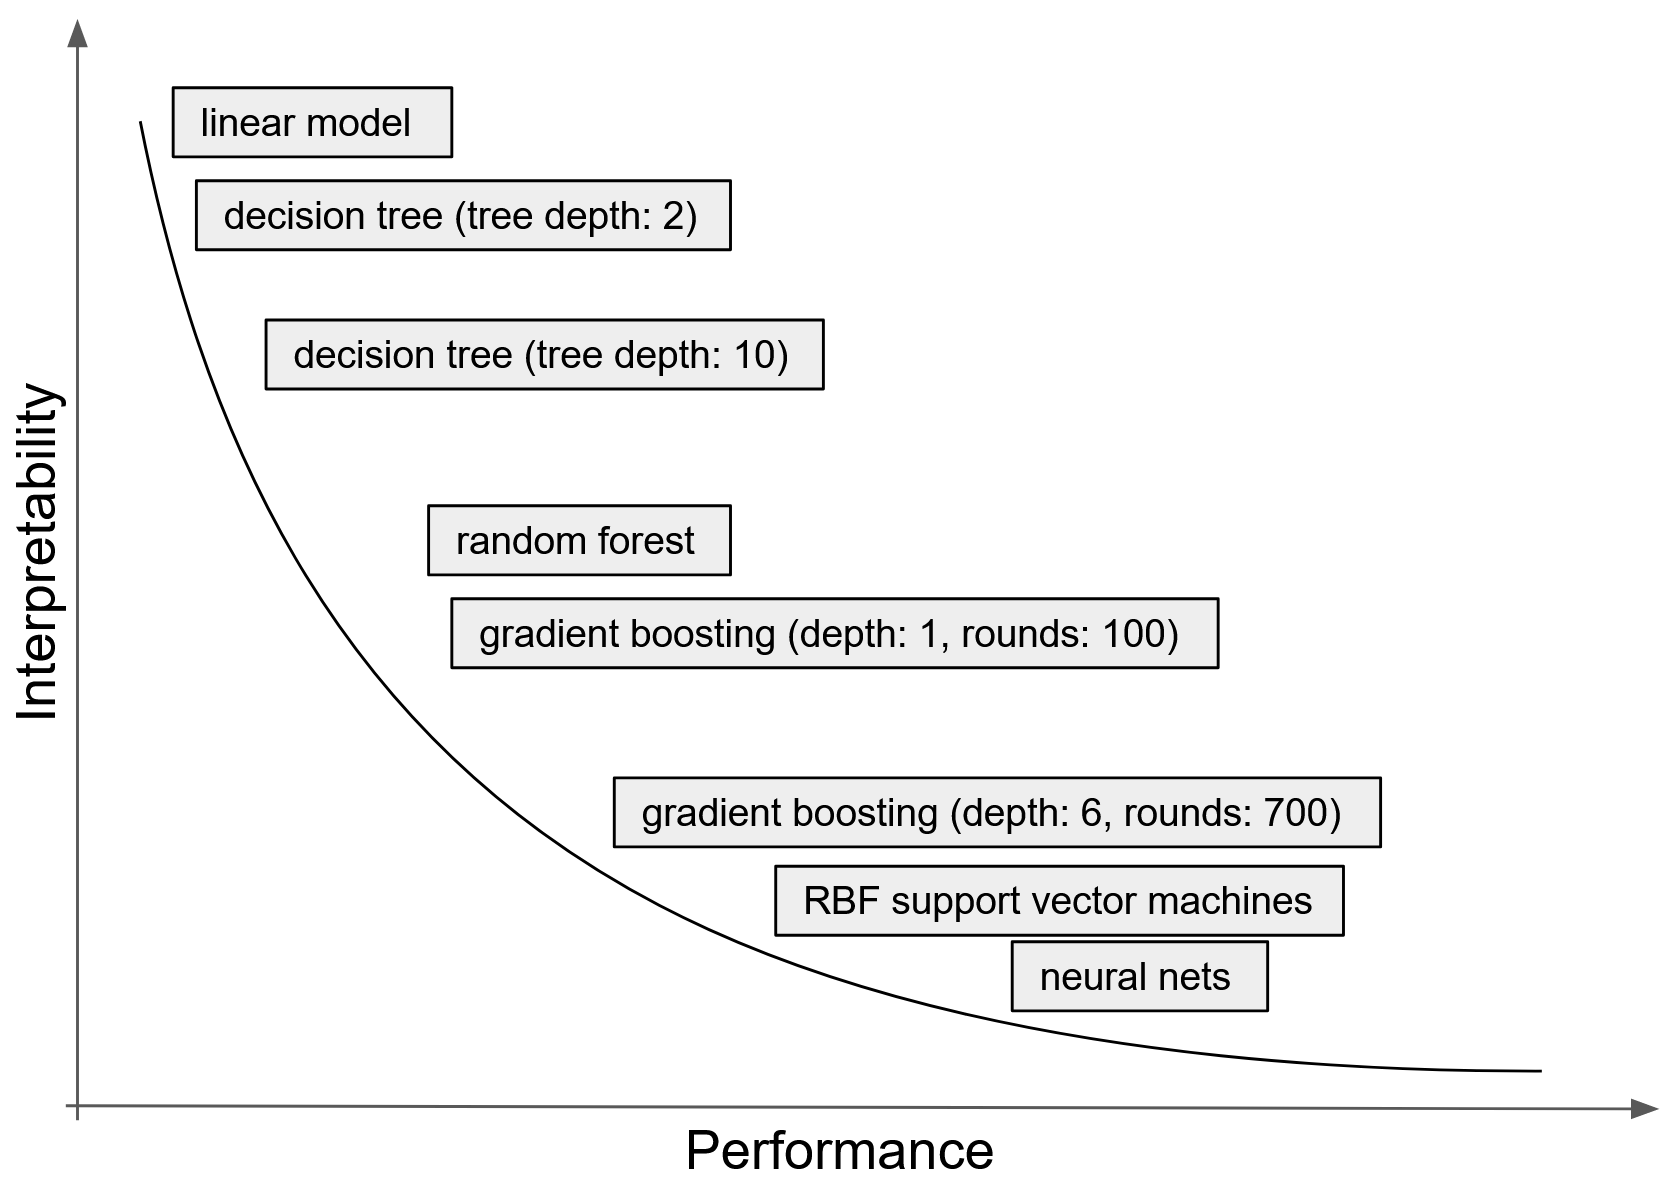 linear model
decision tree (tree depth: 2)
decision tree (tree depth: 10)
random forest
gradient boosting (depth: 1, rounds: 100)
gradient boosting (depth: 6, rounds: 700)
RBF support vector machines
neural nets
Interpretability
Performance